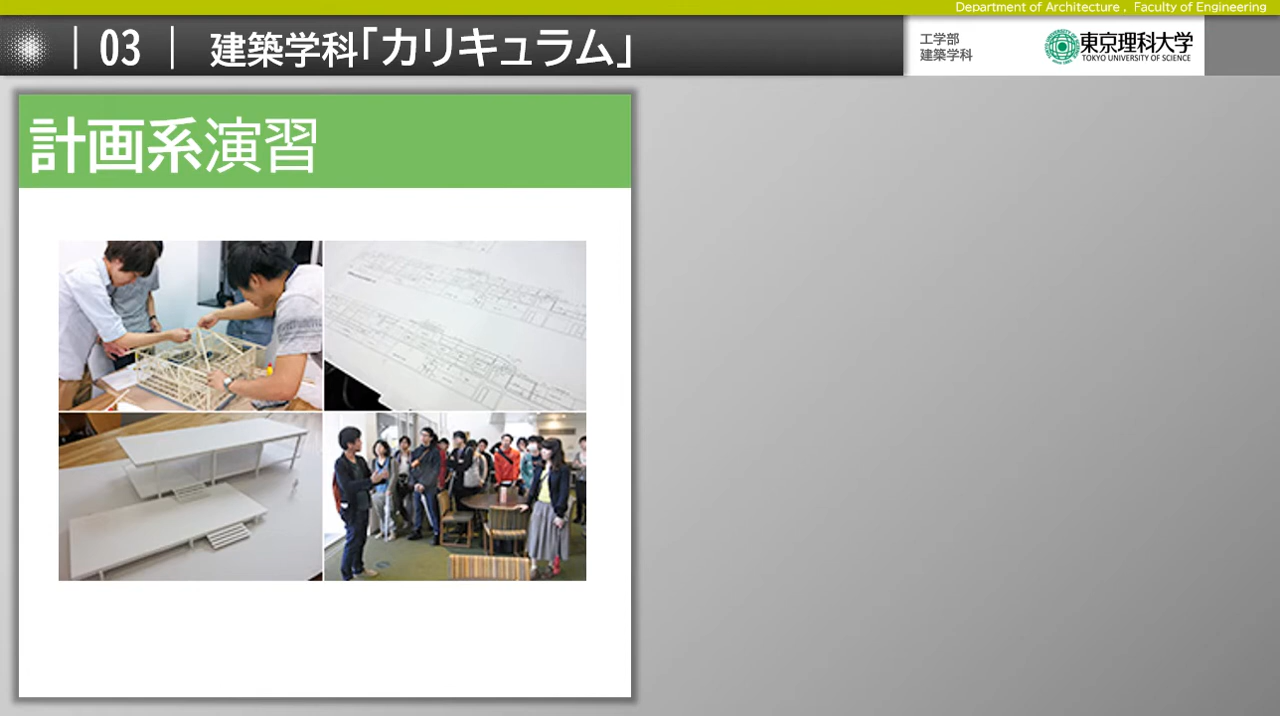 Department of Architecture , Faculty of Engineering
｜03｜ 建築学科「カリキュラム」
工学部
建築学科
東京理科大学
TOKYO UNIVERSITY OF SCIENCE
計画系演習